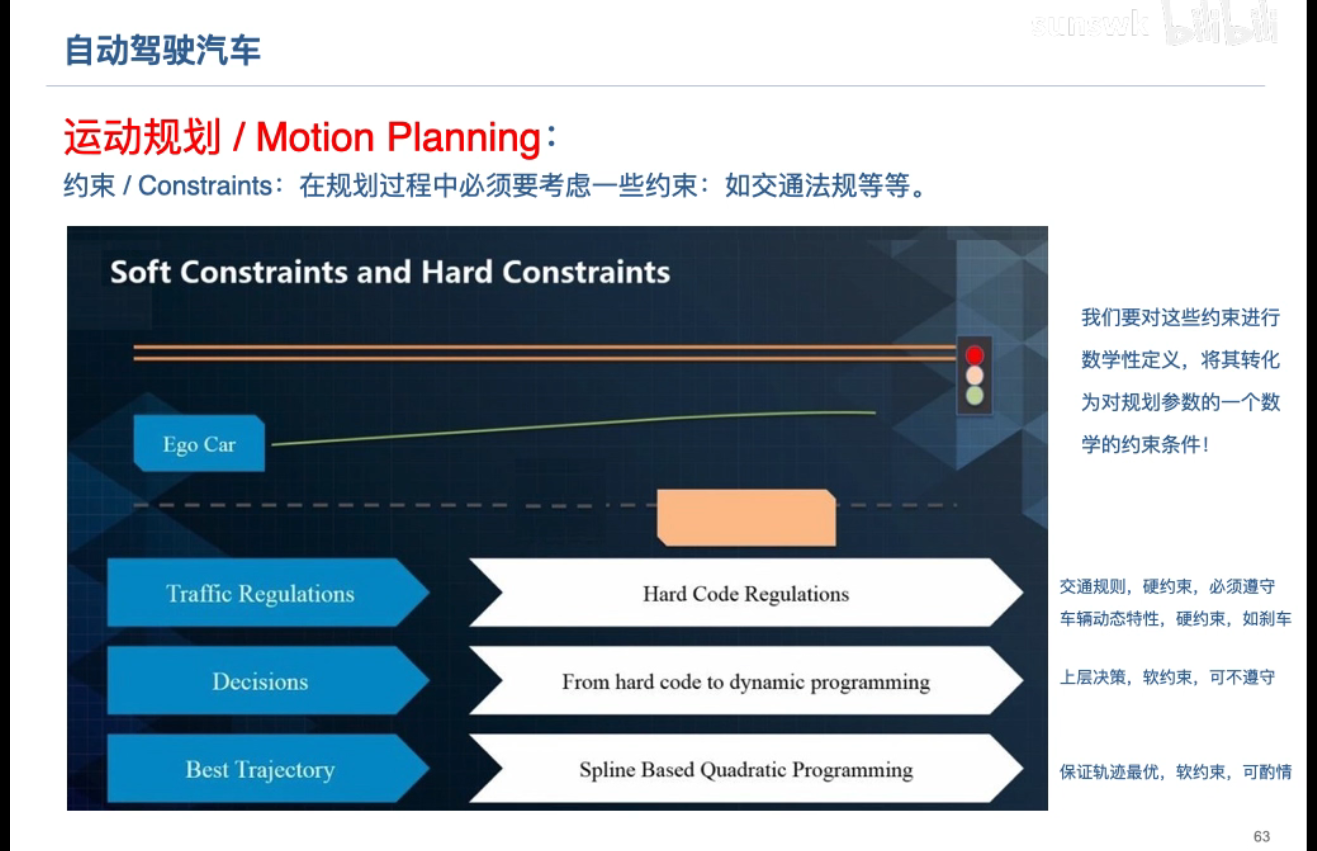 sunswk bilibili
自动驾驶汽车
运动规划 / Motion Planning：
约束 / Constraints：在规划过程中必须要考虑一些约束：如交通法规等等。
Soft Constraints and Hard Constraints
Ego Car
我们要对这些约束进行
数学性定义，将其转化
为对规划参数的一个数
学的约束条件！
Traffic Regulations
Hard Code Regulations
交通规则，硬约束，必须遵守
车辆动态特性，硬约束，如刹车
Decisions
From hard code to dynamic programming
上层决策，软约束，可不遵守
Best Trajectory
Spline Based Quadratic Programming
保证轨迹最优，软约束，可酌情
63